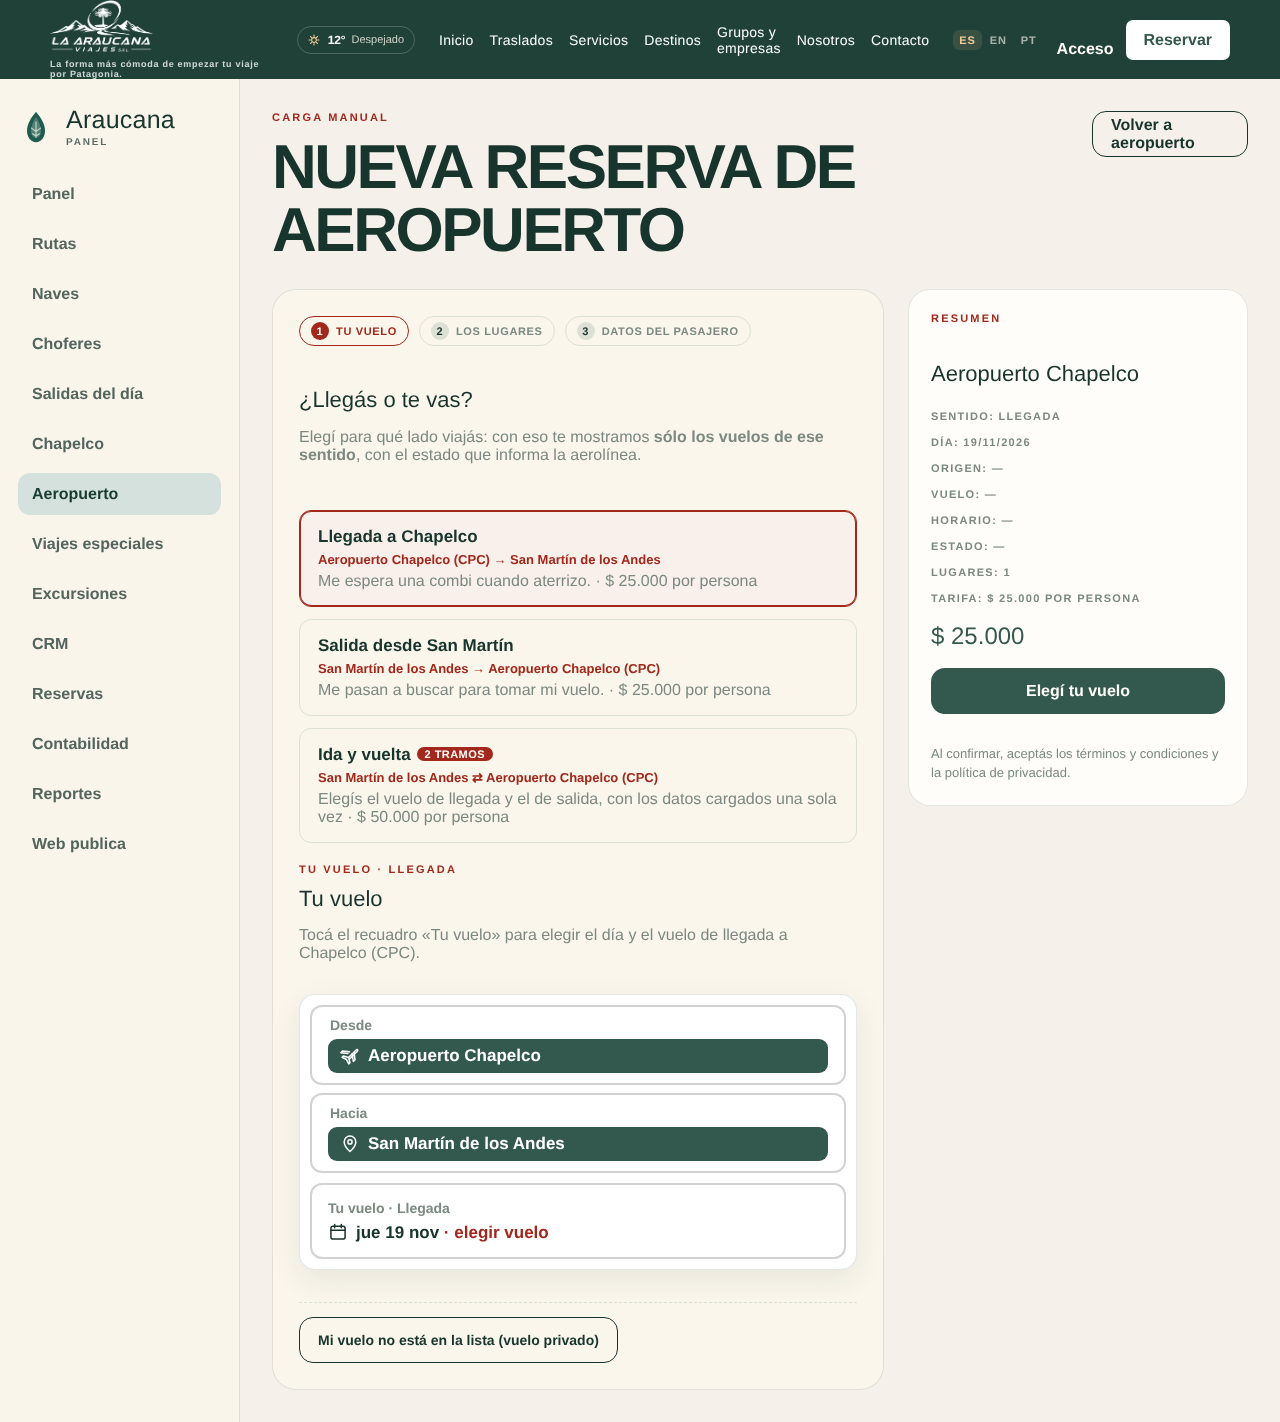 LA ARAUCANA
VIAJES
La forma más cómoda de empezar tu viaje
por Patagonia.
12° Despejado
Inicio
Traslados
Servicios
Destinos
Grupos y
empresas
Nosotros
Contacto
ES EN PT
Acceso
Reservar
Araucana
PANEL
Panel
Rutas
Naves
Choferes
Salidas del día
Chapelco
Aeropuerto
Viajes especiales
Excursiones
CRM
Reservas
Contabilidad
Reportes
Web publica
CARGA MANUAL
NUEVA RESERVA DE
AEROPUERTO
Volver a
aeropuerto
1 TU VUELO
2 LOS LUGARES
3 DATOS DEL PASAJERO
¿Llegás o te vas?
Elegí para qué lado viajás: con eso te mostramos sólo los vuelos de ese
sentido, con el estado que informa la aerolínea.
Llegada a Chapelco
Aeropuerto Chapelco (CPC) → San Martín de los Andes
Me espera una combi cuando aterrizo. · $ 25.000 por persona
Salida desde San Martín
San Martín de los Andes → Aeropuerto Chapelco (CPC)
Me pasan a buscar para tomar mi vuelo. · $ 25.000 por persona
Ida y vuelta 2 TRAMOS
San Martín de los Andes ⇄ Aeropuerto Chapelco (CPC)
Elegís el vuelo de llegada y el de salida, con los datos cargados una sola
vez · $ 50.000 por persona
TU VUELO · LLEGADA
Tu vuelo
Tocá el recuadro «Tu vuelo» para elegir el día y el vuelo de llegada a
Chapelco (CPC).
Desde
Aeropuerto Chapelco
Hacia
San Martín de los Andes
Tu vuelo · Llegada
jue 19 nov · elegir vuelo
Mi vuelo no está en la lista (vuelo privado)
RESUMEN
Aeropuerto Chapelco
SENTIDO: LLEGADA
DÍA: 19/11/2026
ORIGEN: —
VUELO: —
HORARIO: —
ESTADO: —
LUGARES: 1
TARIFA: $ 25.000 POR PERSONA
$ 25.000
Elegí tu vuelo
Al confirmar, aceptás los términos y condiciones y
la política de privacidad.